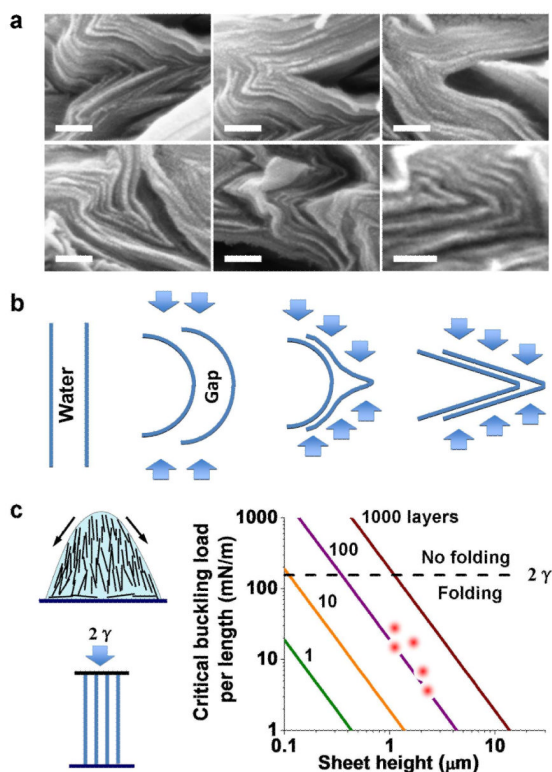 a
b
Water
Gap
c
2 γ
Critical buckling load
per length (mN/m)
1000
100
10
1
1000 layers
100
No folding
2 γ
Folding
10
1
0.1
1
10
Sheet height (μm)